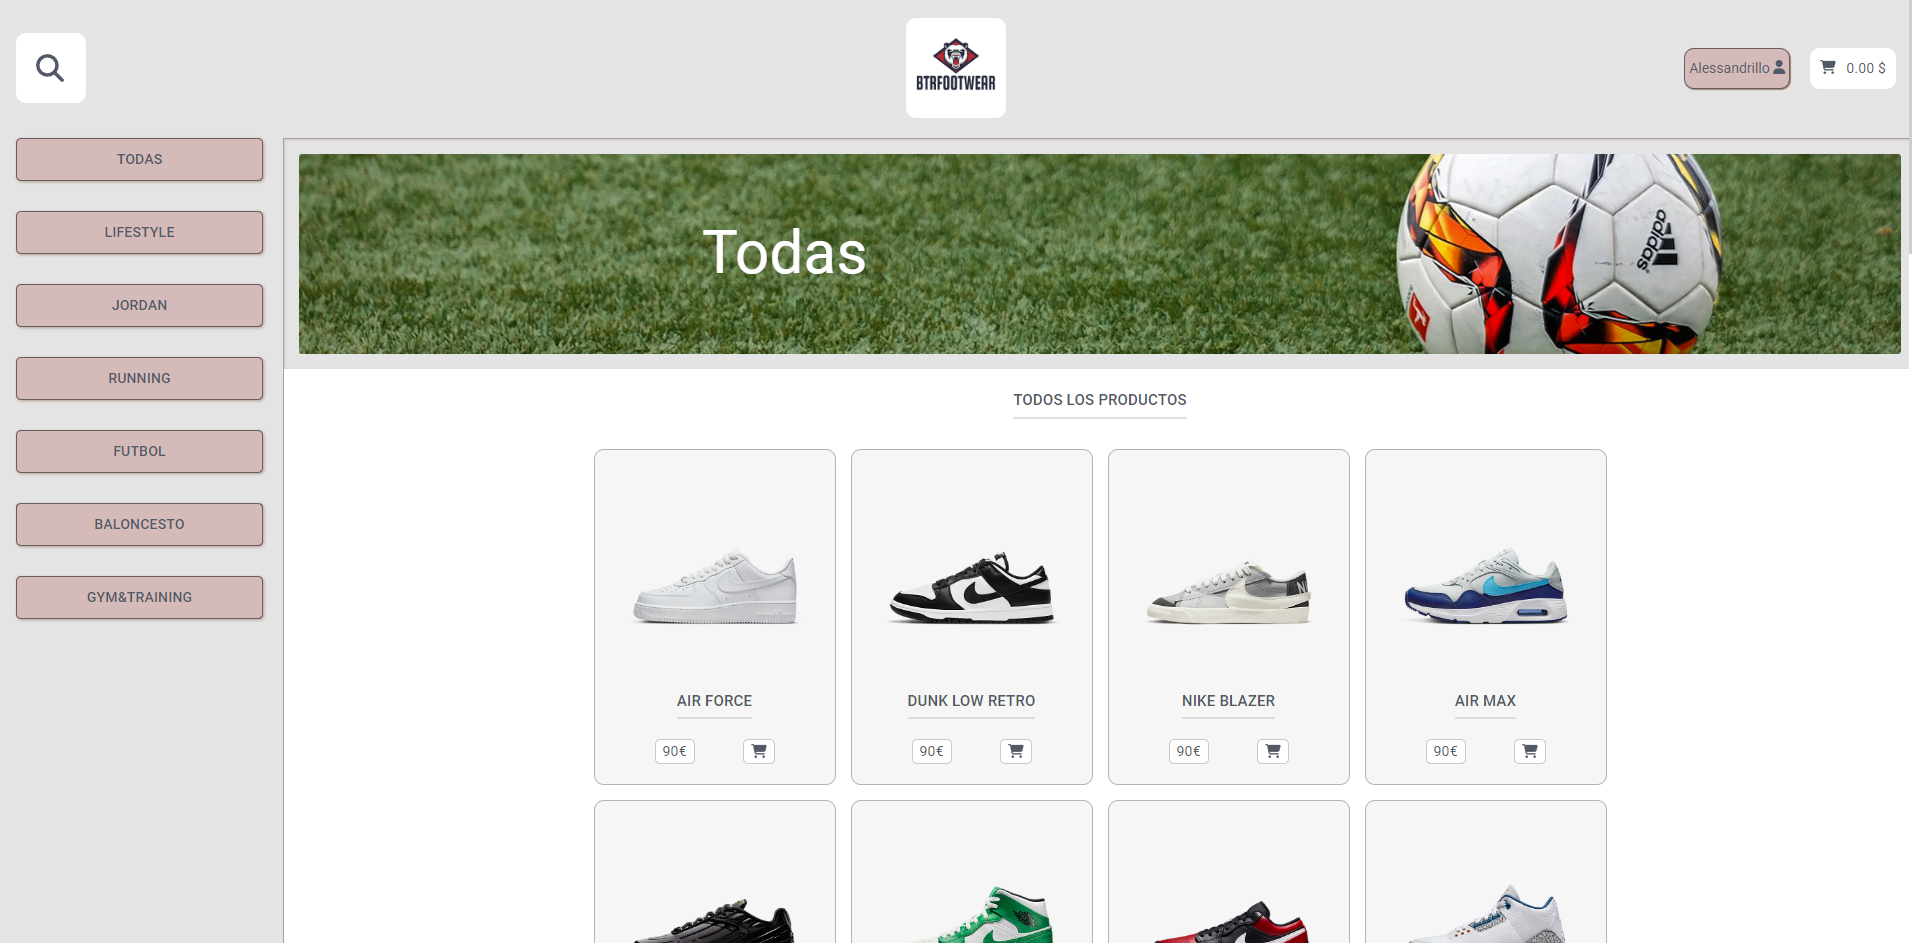 BTRFOOTWEAR
Alessandrillo
0.00 $
TODAS
LIFESTYLE
JORDAN
RUNNING
FUTBOL
BALONCESTO
GYM&TRAINING
Todas
adidas
TODOS LOS PRODUCTOS
AIR FORCE
90€
DUNK LOW RETRO
90€
NIKE BLAZER
90€
AIR MAX
90€